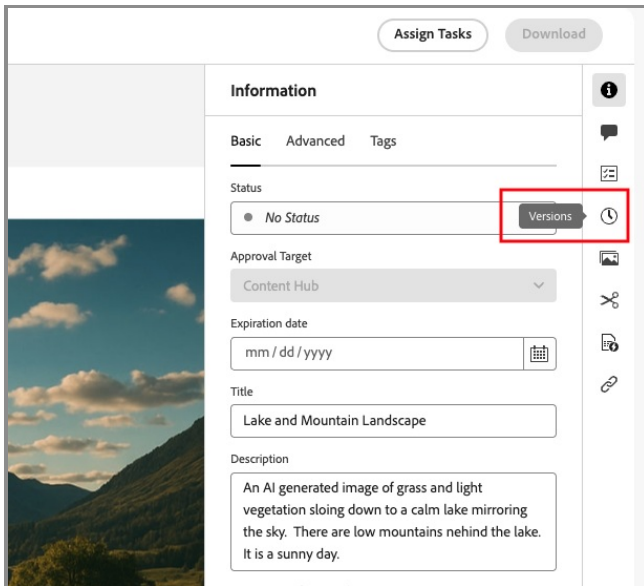 Assign Tasks
Download
Information
Basic Advanced Tags
Status
No Status
Versions
Approval Target
Content Hub
Expiration date
mm / dd / yyyy
Title
Lake and Mountain Landscape
Description
An AI generated image of grass and light
vegetation sloing down to a calm lake mirroring
the sky.  There are low mountains nehind the lake.
It is a sunny day.